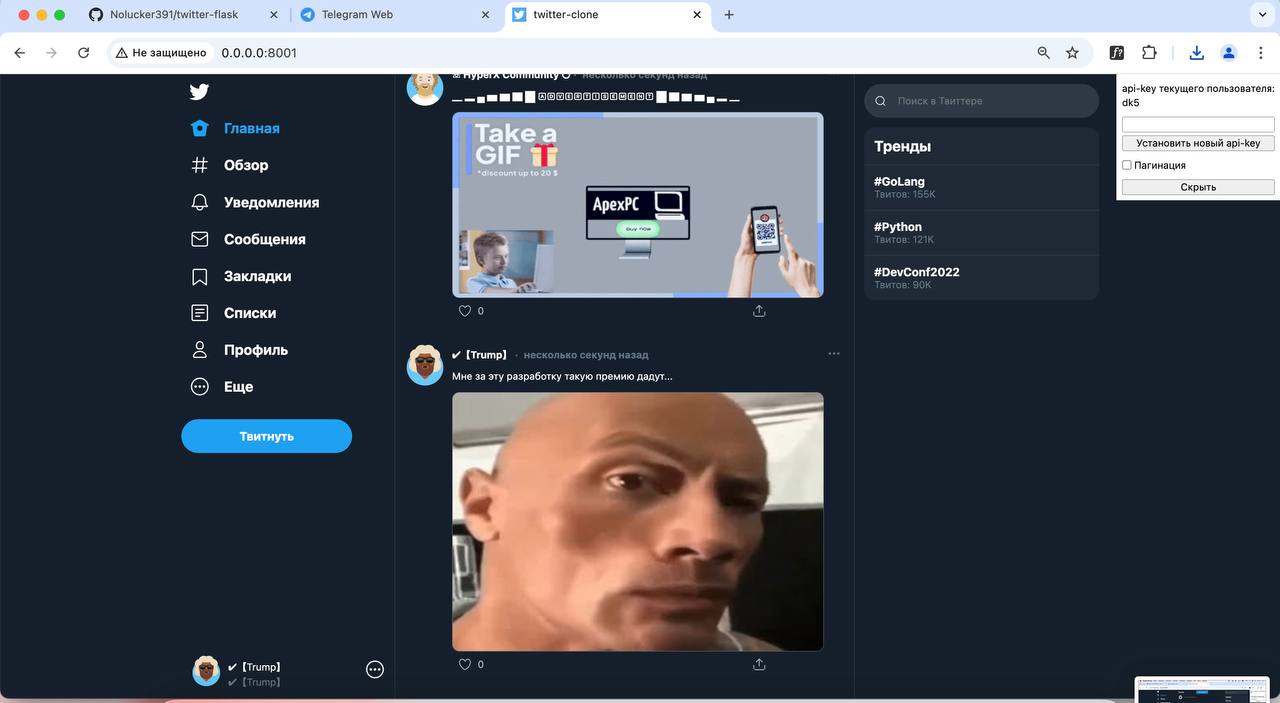 Nolucker391/twitter-flask
Telegram Web
twitter-clone
Не защищено
0.0.0.0:8001
HyperX Community
несколько секунд назад
ADVERTISEMENT
Take a
GIF
*discount up to 20 $
ApexPC
Buy now
0
✔【Trump】 · несколько секунд назад
Мне за эту разработку такую премию дадут...
0
Главная
Обзор
Уведомления
Сообщения
Закладки
Списки
Профиль
Еще
Твитнуть
✔【Trump】
✔【Trump】
Поиск в Твиттере
Тренды
#GoLang
Твитов: 155K
#Python
Твитов: 121K
#DevConf2022
Твитов: 90K
api-key текущего пользователя:
dk5
Установить новый api-key
Пагинация
Скрыть